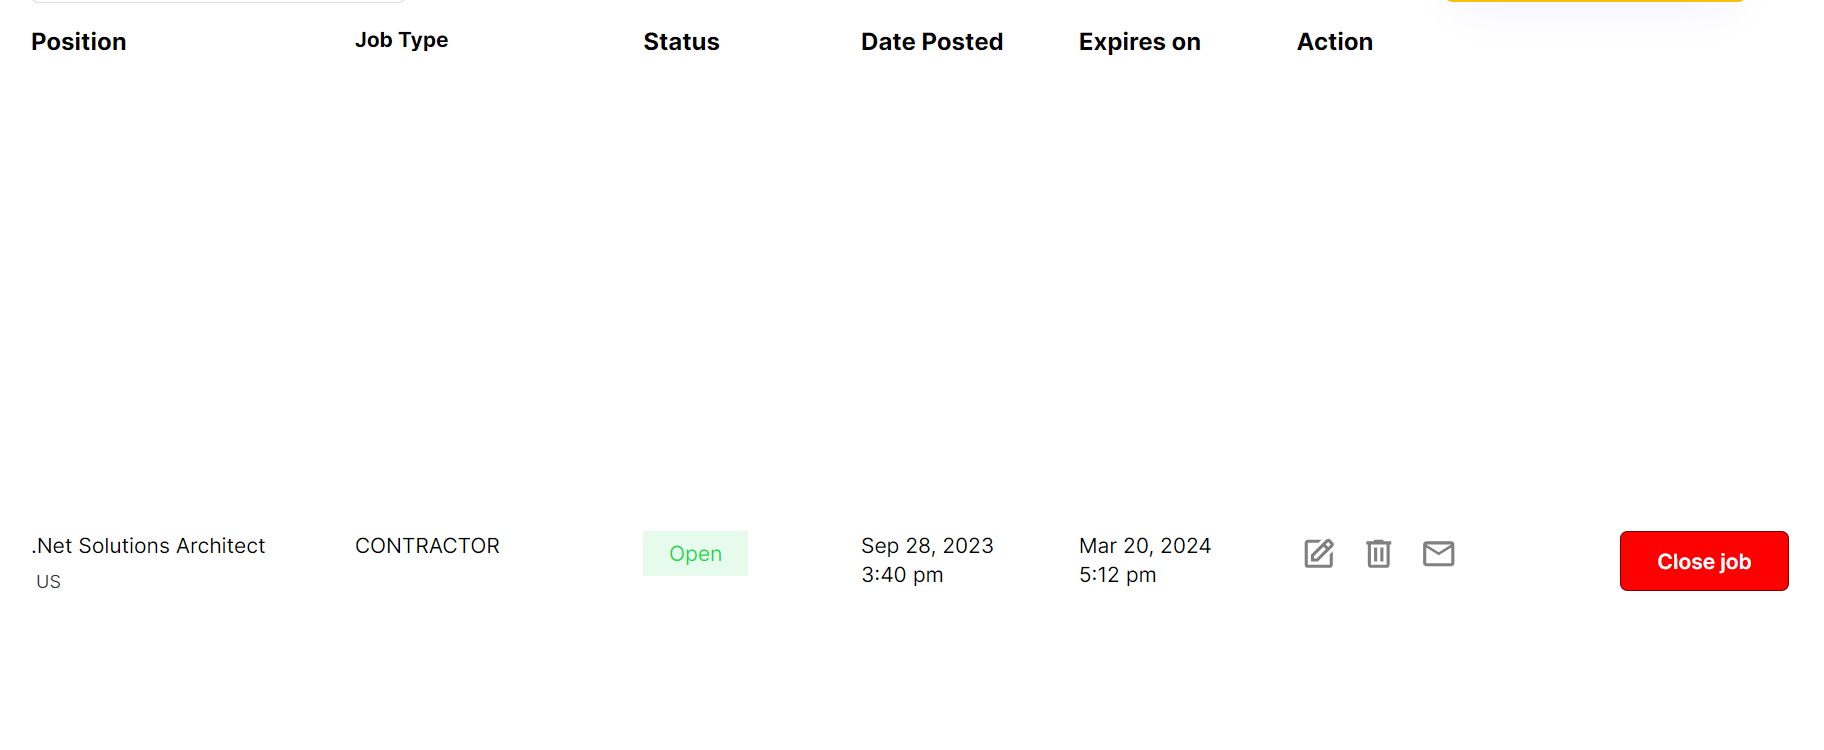 Position Job Type Status Date Posted Expires on Action
.Net Solutions Architect CONTRACTOR Open Sep 28, 2023 Mar 20, 2024 Close job
US 3:40 pm 5:12 pm